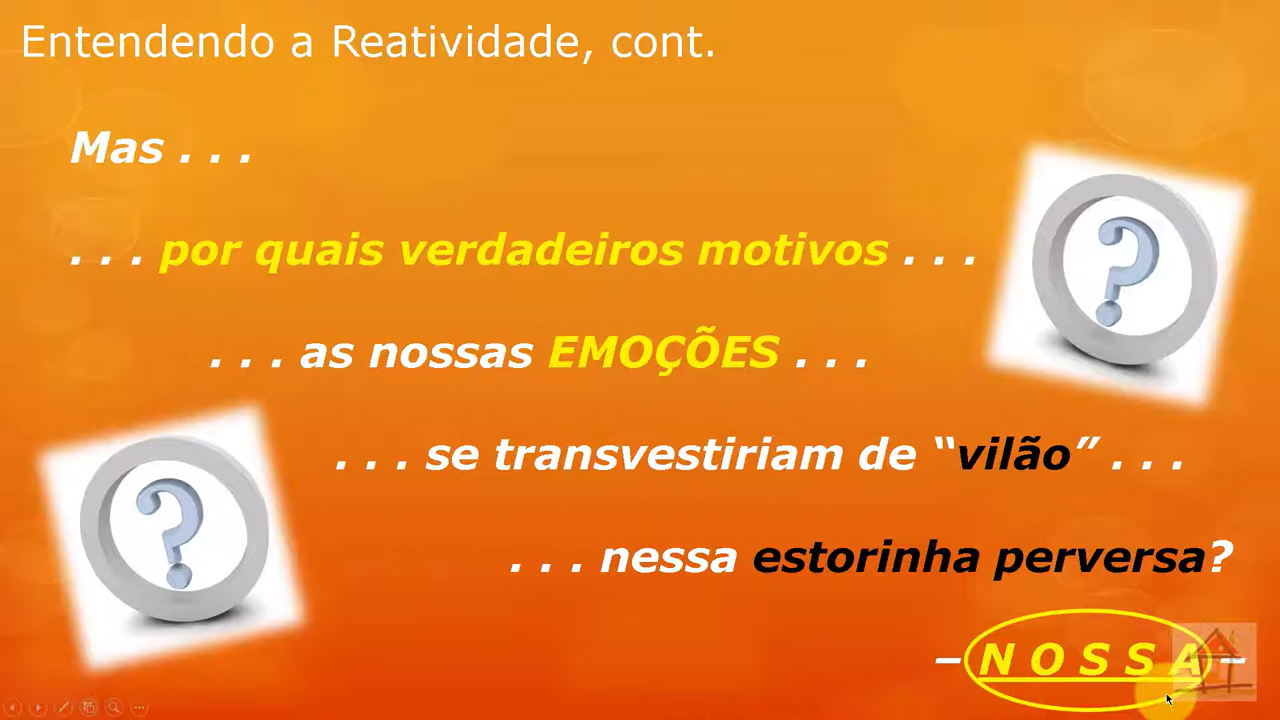 Entendendo a Reatividade, cont.
Mas . . .
. . . por quais verdadeiros motivos . . .
. . . as nossas EMOÇÕES . . .
. . . se transvestiriam de “vilão” . . .
. . . nessa estorinha perversa?
– N O S S A –